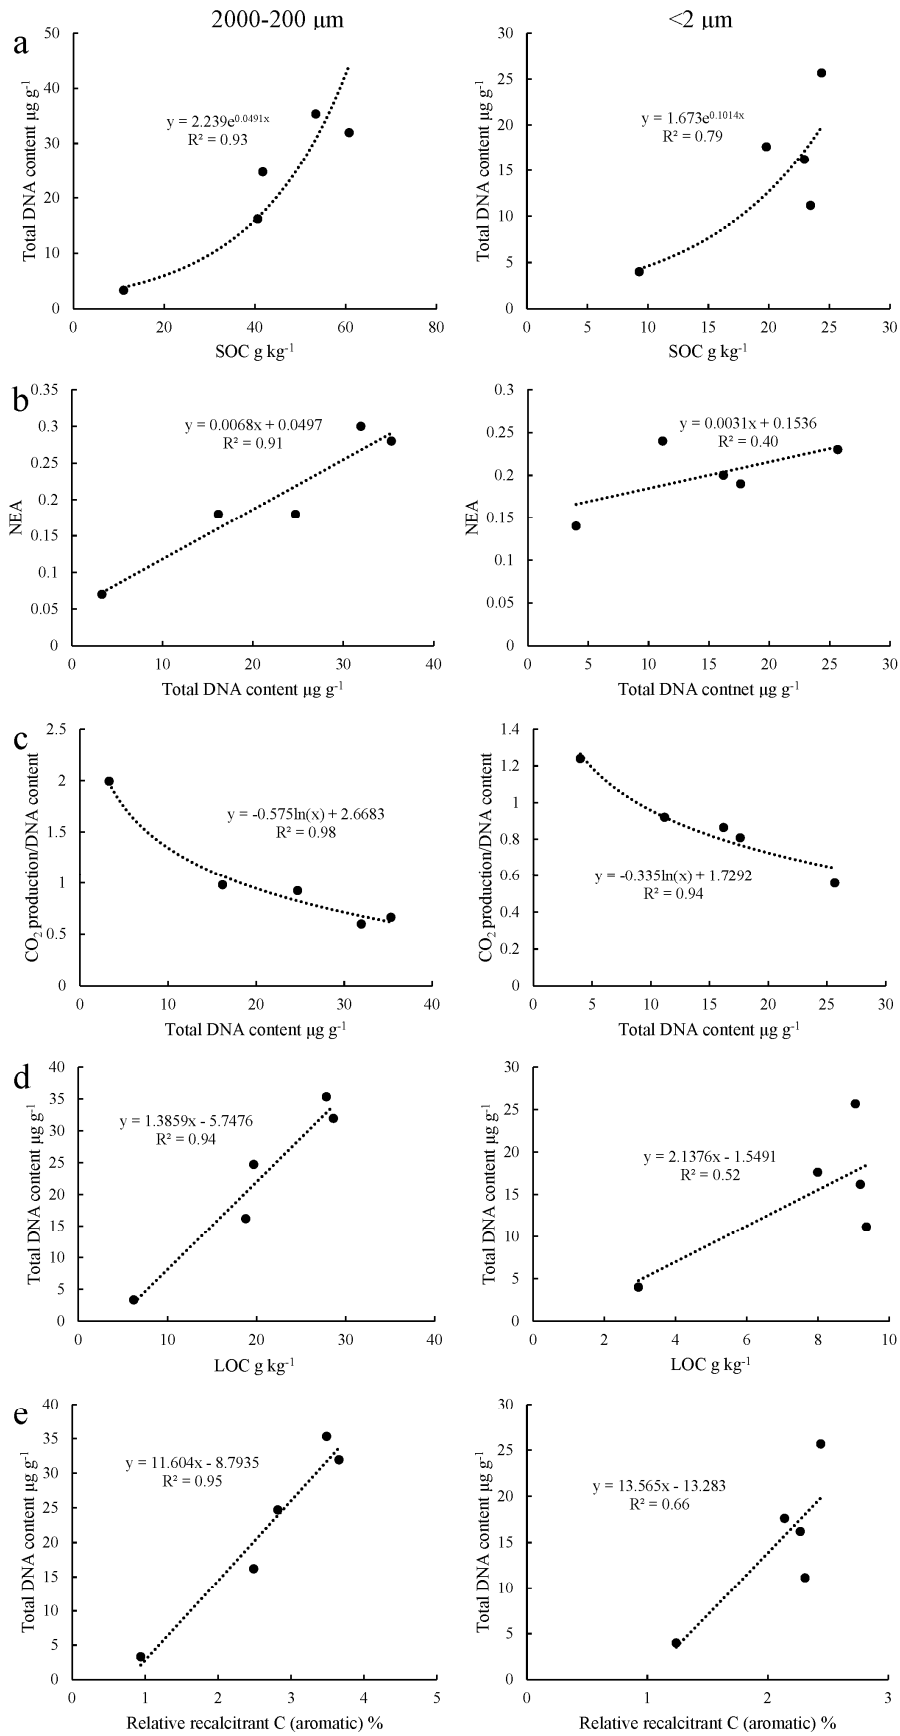 2000-200 μm
<2 μm
a
50
40
30
20
10
0
Total DNA content μg g-1
y = 2.239e0.0491x
R² = 0.93
0 20 40 60 80
SOC g kg-1
30
25
20
15
10
5
0
Total DNA content μg g-1
y = 1.673e0.1014x
R² = 0.79
0 5 10 15 20 25 30
SOC g kg-1
b
0.35
0.3
0.25
0.2
0.15
0.1
0.05
0
NEA
y = 0.0068x + 0.0497
R² = 0.91
0 10 20 30 40
Total DNA content μg g-1
0.3
0.25
0.2
0.15
0.1
0.05
0
NEA
y = 0.0031x + 0.1536
R² = 0.40
0 5 10 15 20 25 30
Total DNA contnet μg g-1
c
2.5
2
1.5
1
0.5
0
CO2 production/DNA content
y = -0.575ln(x) + 2.6683
R² = 0.98
0 10 20 30 40
Total DNA content μg g-1
1.4
1.2
1
0.8
0.6
0.4
0.2
0
CO2 production/DNA content
y = -0.335ln(x) + 1.7292
R² = 0.94
0 5 10 15 20 25 30
Total DNA content μg g-1
d
40
35
30
25
20
15
10
5
0
Total DNA content μg g-1
y = 1.3859x - 5.7476
R² = 0.94
0 10 20 30 40
LOC g kg-1
30
25
20
15
10
5
0
Total DNA content μg g-1
y = 2.1376x - 1.5491
R² = 0.52
0 2 4 6 8 10
LOC g kg-1
e
40
35
30
25
20
15
10
5
0
Total DNA content μg g-1
y = 11.604x - 8.7935
R² = 0.95
0 1 2 3 4 5
Relative recalcitrant C (aromatic) %
30
25
20
15
10
5
0
Total DNA content μg g-1
y = 13.565x - 13.283
R² = 0.66
0 1 2 3
Relative recalcitrant C (aromatic) %